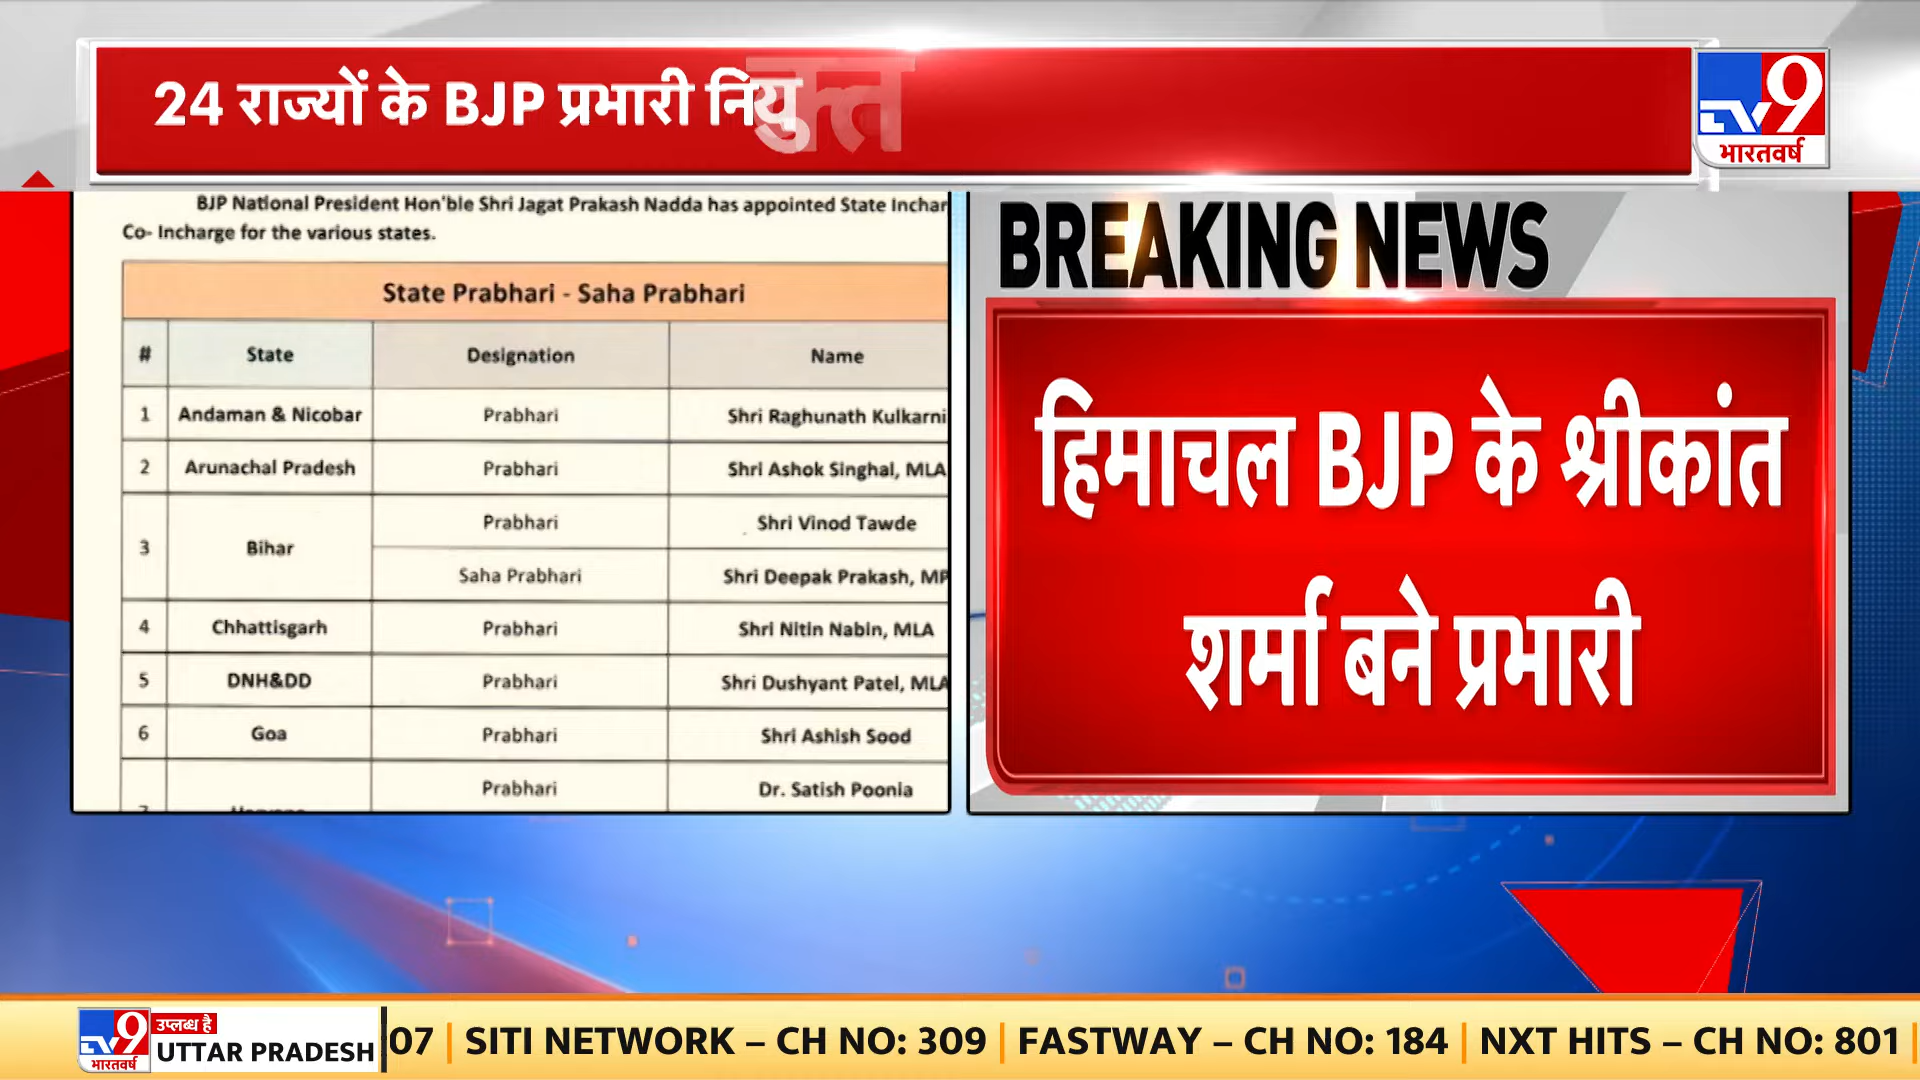 24 राज्यों के BJP प्रभारी नियुक्त
TV9
भारतवर्ष
BJP National President Hon'ble Shri Jagat Prakash Nadda has appointed State Inchar
Co- Incharge for the various states.
State Prabhari - Saha Prabhari
# State Designation Name
1 Andaman & Nicobar Prabhari Shri Raghunath Kulkarni
2 Arunachal Pradesh Prabhari Shri Ashok Singhal, MLA
3 Bihar Prabhari Shri Vinod Tawde
Saha Prabhari Shri Deepak Prakash, MP
4 Chhattisgarh Prabhari Shri Nitin Nabin, MLA
5 DNH&DD Prabhari Shri Dushyant Patel, MLA
6 Goa Prabhari Shri Ashish Sood
Prabhari Dr. Satish Poonia
BREAKING NEWS
हिमाचल BJP के श्रीकांत
शर्मा बने प्रभारी
TV9 भारतवर्ष उप्लब्ध है
UTTAR PRADESH
07 | SITI NETWORK – CH NO: 309 | FASTWAY – CH NO: 184 | NXT HITS – CH NO: 801 |